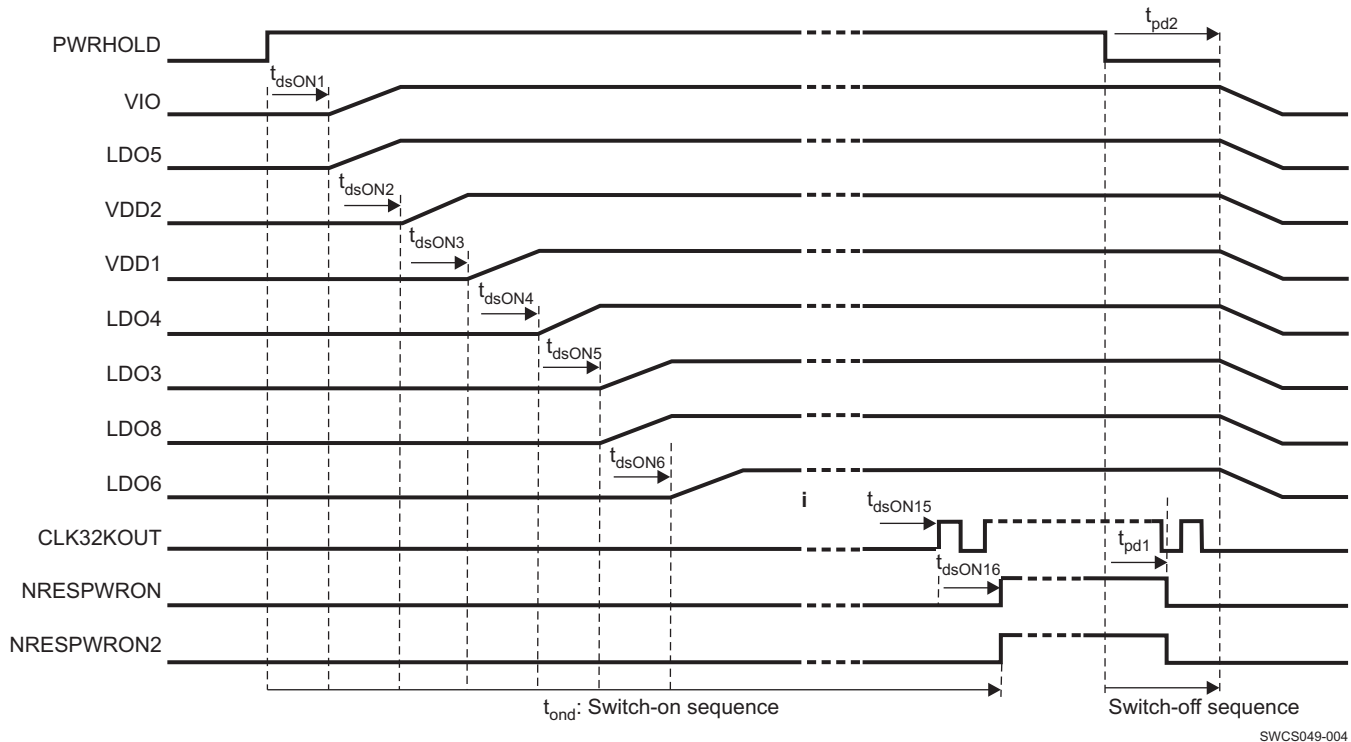 t_pd2
PWRHOLD
t_dsON1
VIO
LDO5
t_dsON2
VDD2
t_dsON3
VDD1
t_dsON4
LDO4
t_dsON5
LDO3
LDO8
t_dsON6
LDO6
i
t_dsON15
CLK32KOUT
t_pd1
t_dsON16
NRESPWRON
NRESPWRON2
t_ond: Switch-on sequence
Switch-off sequence
SWCS049-004